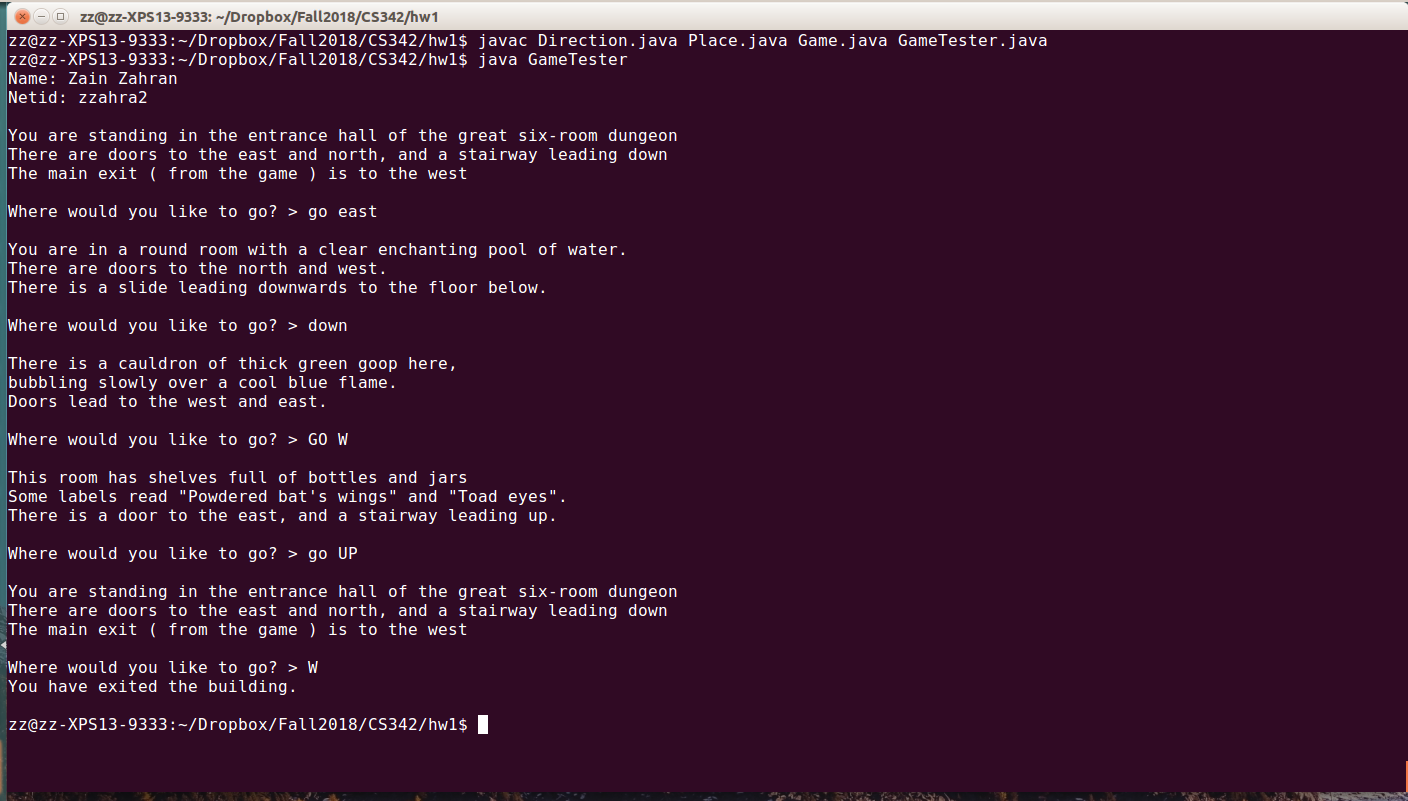 zz@zz-XPS13-9333: ~/Dropbox/Fall2018/CS342/hw1
zz@zz-XPS13-9333:~/Dropbox/Fall2018/CS342/hw1$ javac Direction.java Place.java Game.java GameTester.java
zz@zz-XPS13-9333:~/Dropbox/Fall2018/CS342/hw1$ java GameTester
Name: Zain Zahran
Netid: zzahra2
You are standing in the entrance hall of the great six-room dungeon
There are doors to the east and north, and a stairway leading down
The main exit ( from the game ) is to the west
Where would you like to go? > go east
You are in a round room with a clear enchanting pool of water.
There are doors to the north and west.
There is a slide leading downwards to the floor below.
Where would you like to go? > down
There is a cauldron of thick green goop here,
bubbling slowly over a cool blue flame.
Doors lead to the west and east.
Where would you like to go? > GO W
This room has shelves full of bottles and jars
Some labels read "Powdered bat's wings" and "Toad eyes".
There is a door to the east, and a stairway leading up.
Where would you like to go? > go UP
You are standing in the entrance hall of the great six-room dungeon
There are doors to the east and north, and a stairway leading down
The main exit ( from the game ) is to the west
Where would you like to go? > W
You have exited the building.
zz@zz-XPS13-9333:~/Dropbox/Fall2018/CS342/hw1$